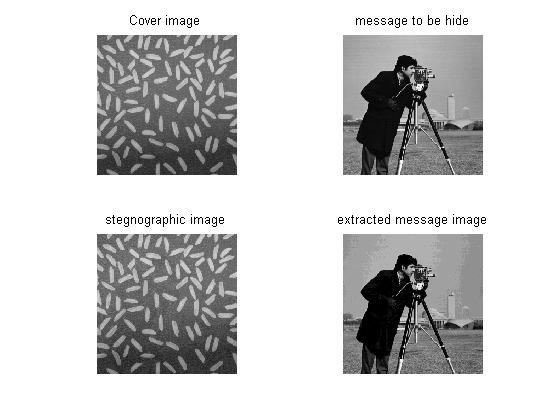 Cover image
message to be hide
stegnographic image
extracted message image